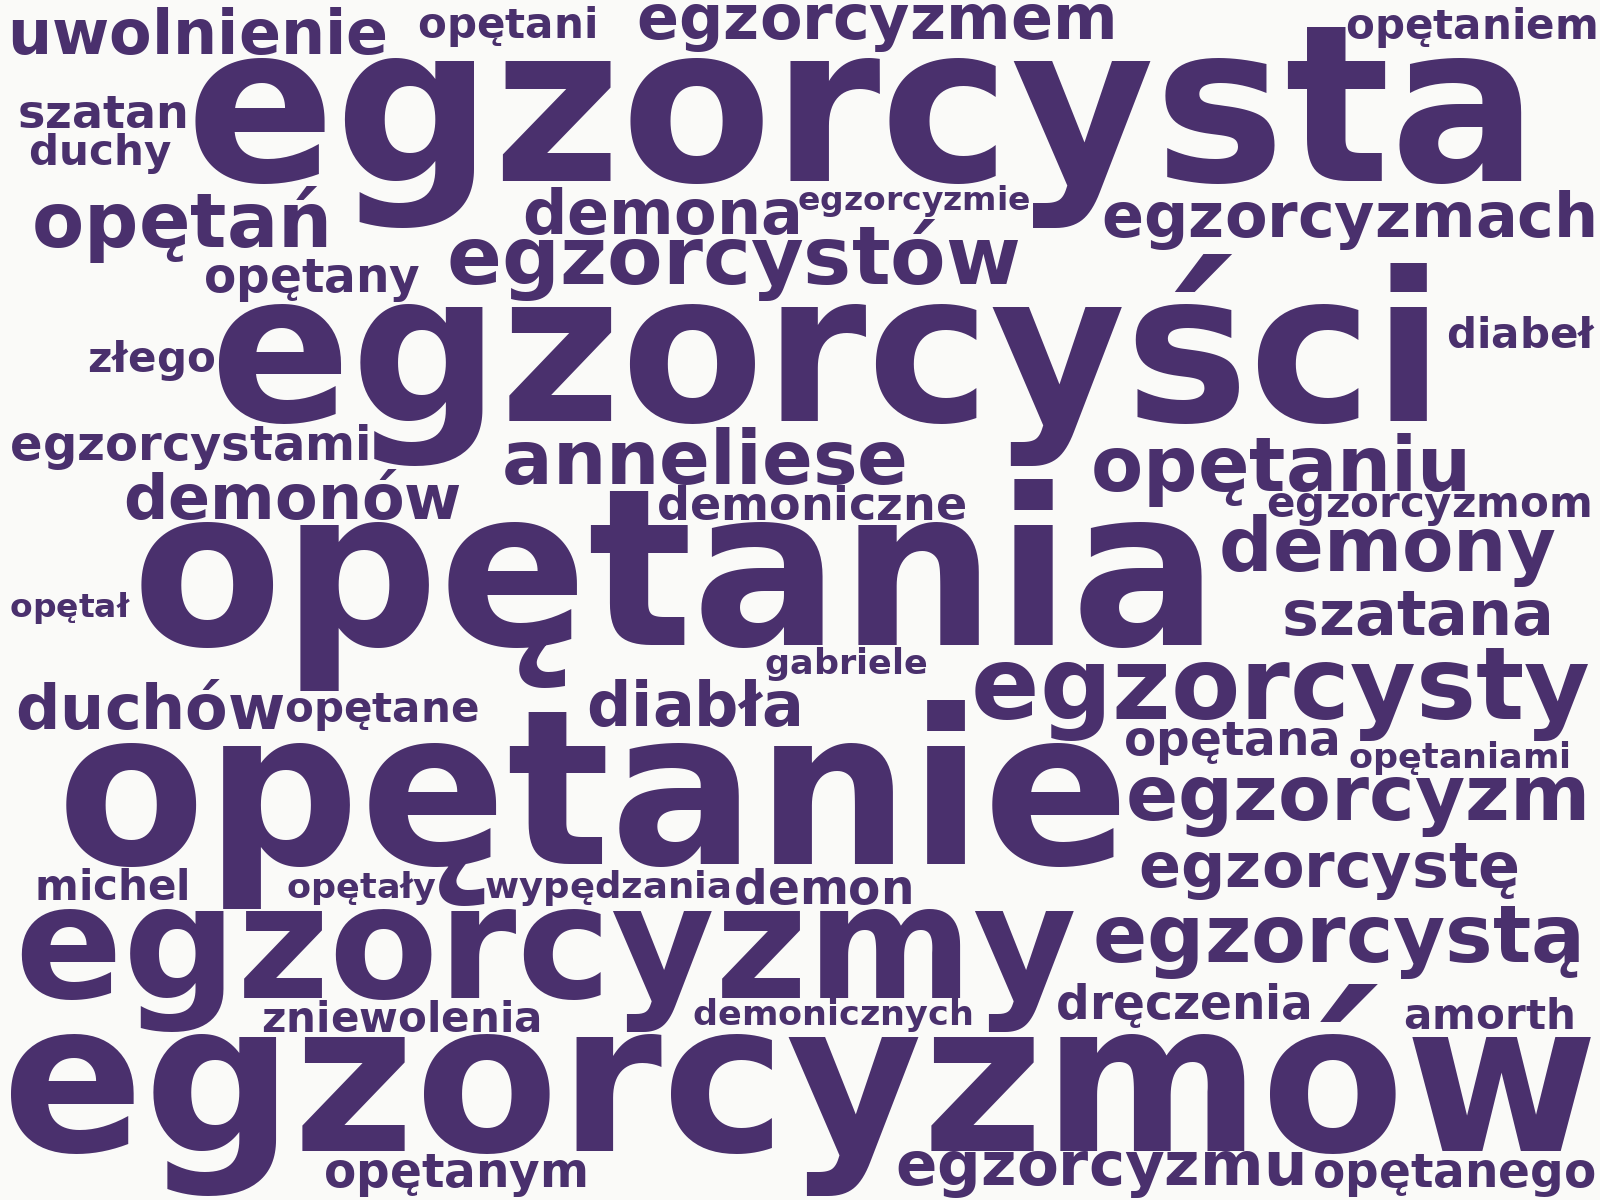 uwolnienie opętani egzorcyzmem opętaniem
egzorcysta
szatan
duchy
opętań demona egzorcyzmie egzorcyzmach
opętany egzorcystów
egzorcyści
złego diabeł
egzorcystami anneliese opętaniu
demonów demoniczne egzorcyzmom
opętania demony
opętał szatana
gabriele egzorcysty
duchów opętane diabła
opętanie opętana opętaniami
egzorcyzm
egzorcystę
michel opętały wypędzania demon
egzorcyzmy egzorcystą
zniewolenia demonicznych dręczenia amorth
egzorcyzmów
opętanym egzorcyzmu opętanego